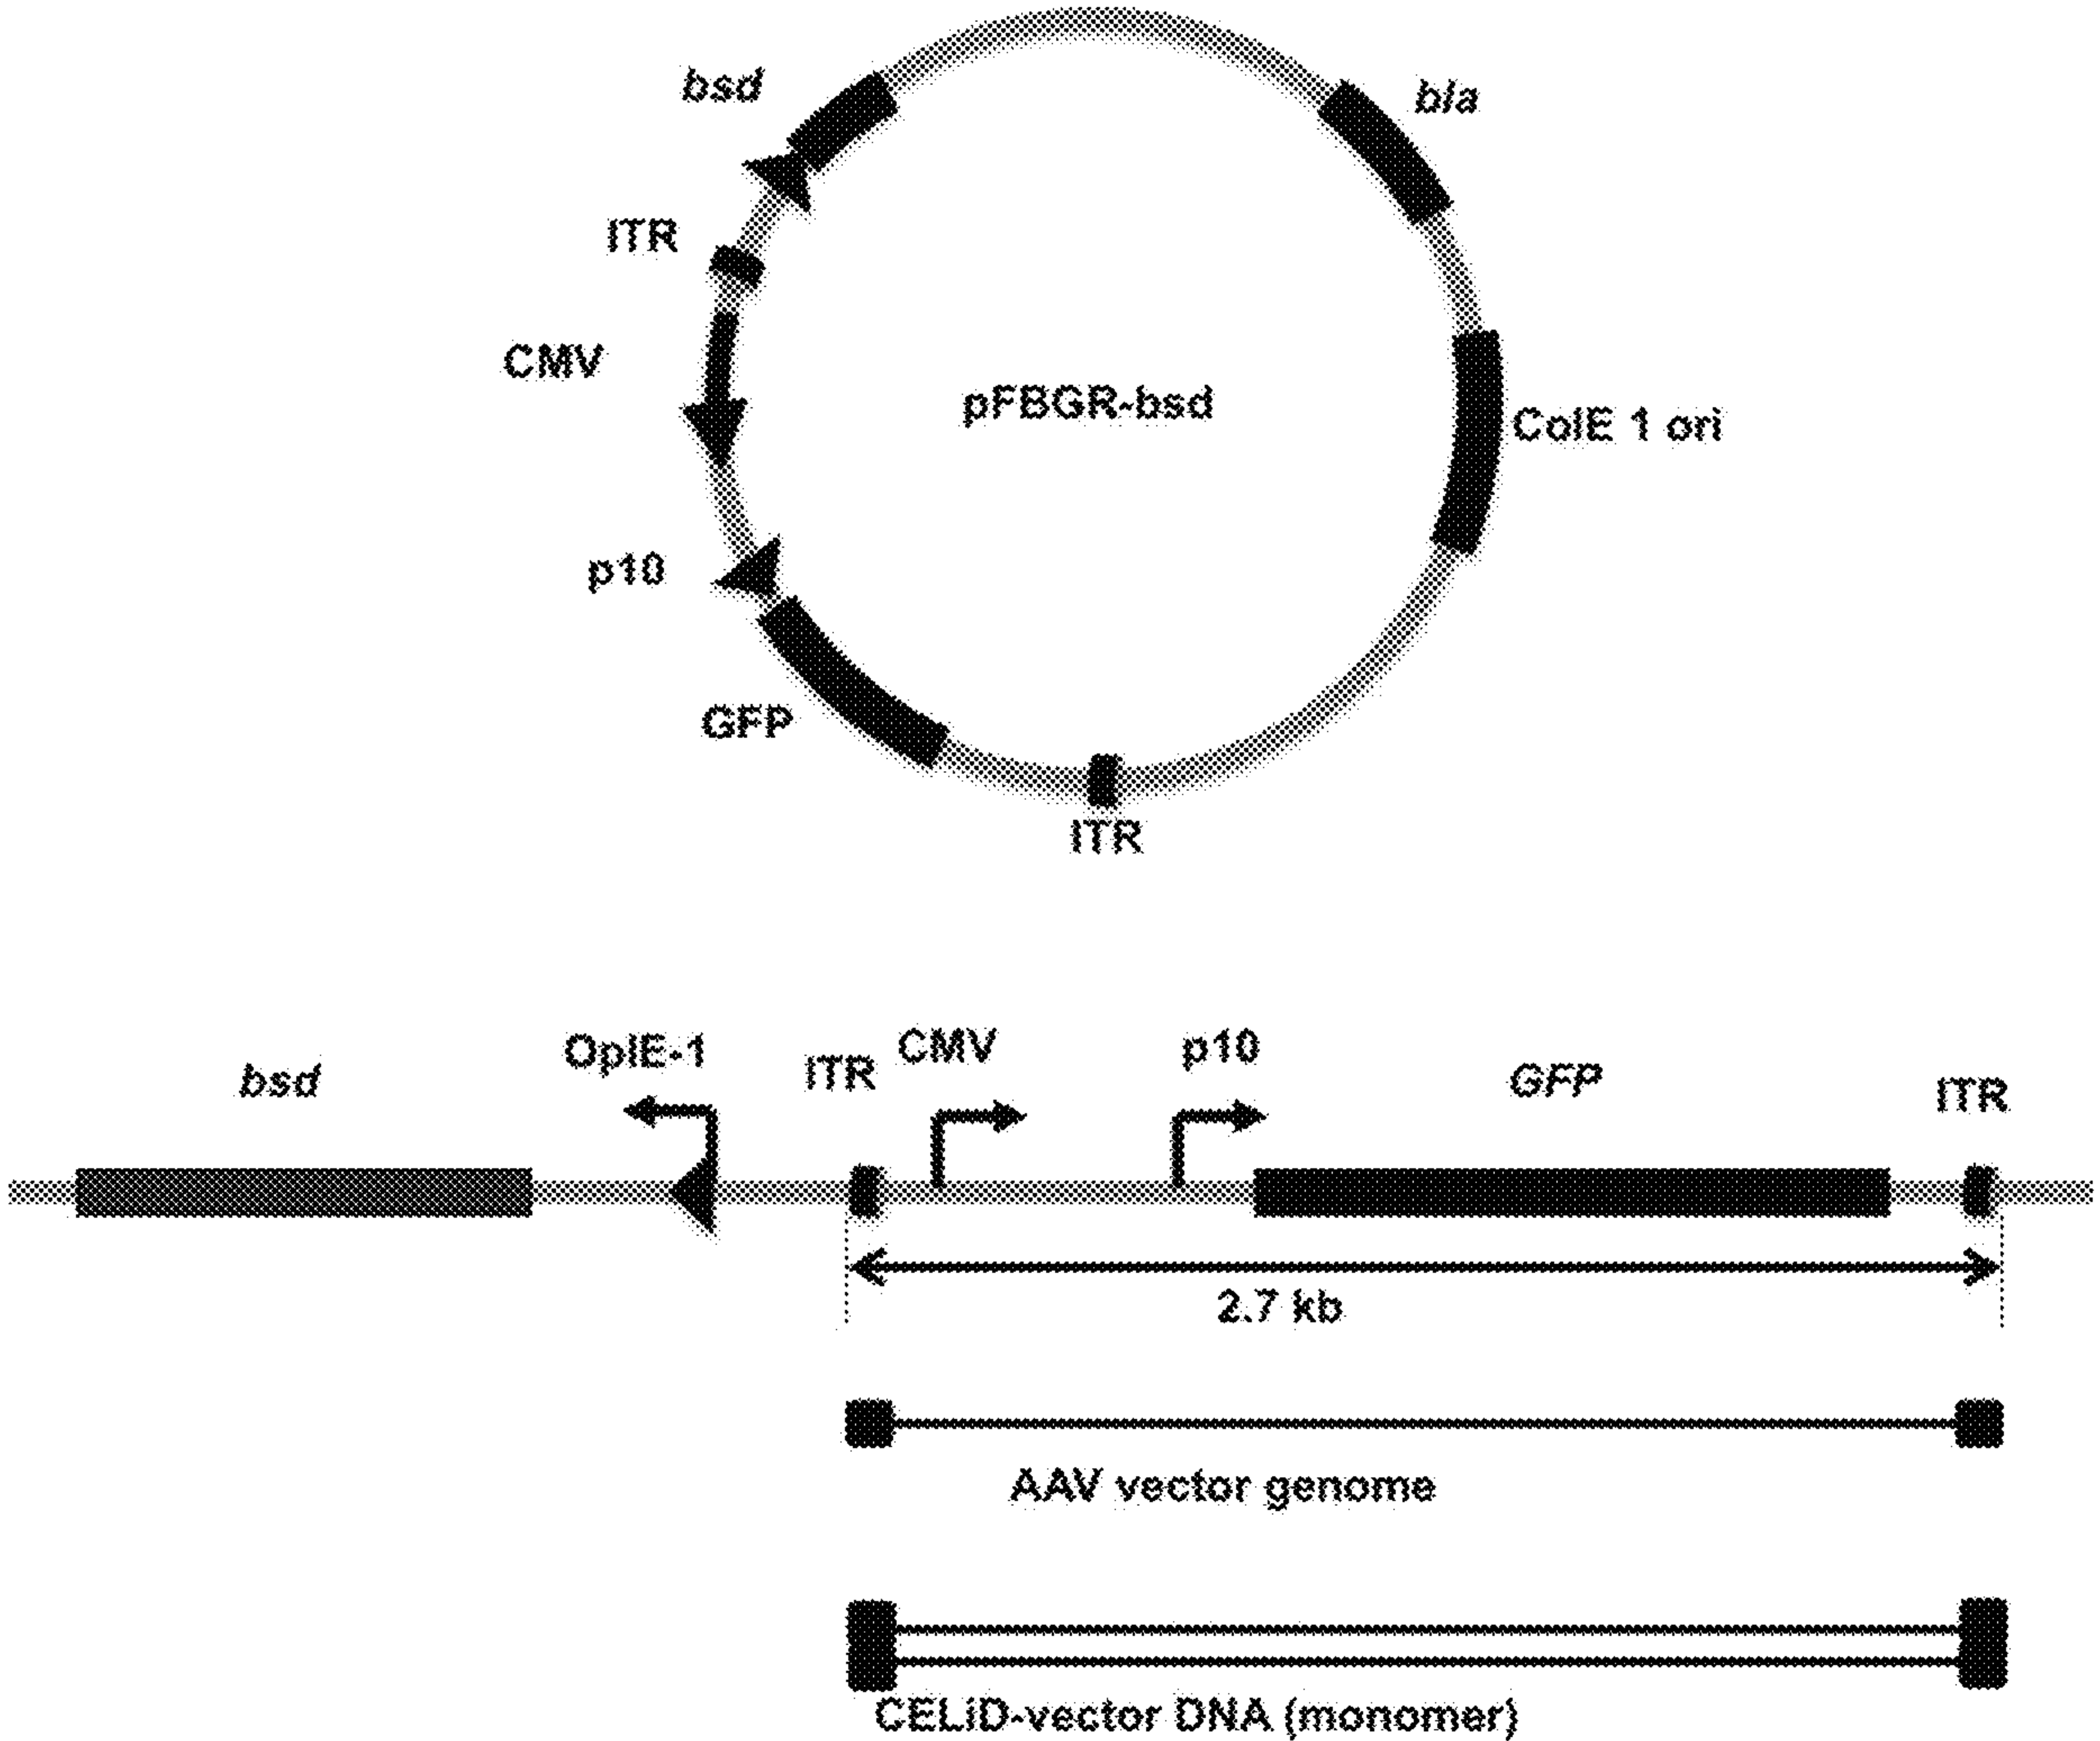 bsd
bla
ITR
CMV
pFBGR-bsd
ColE 1 ori
p10
GFP
ITR
bsd
OpIE-1
ITR
CMV
p10
GFP
ITR
2.7 kb
AAV vector genome
CELiD-vector DNA (monomer)